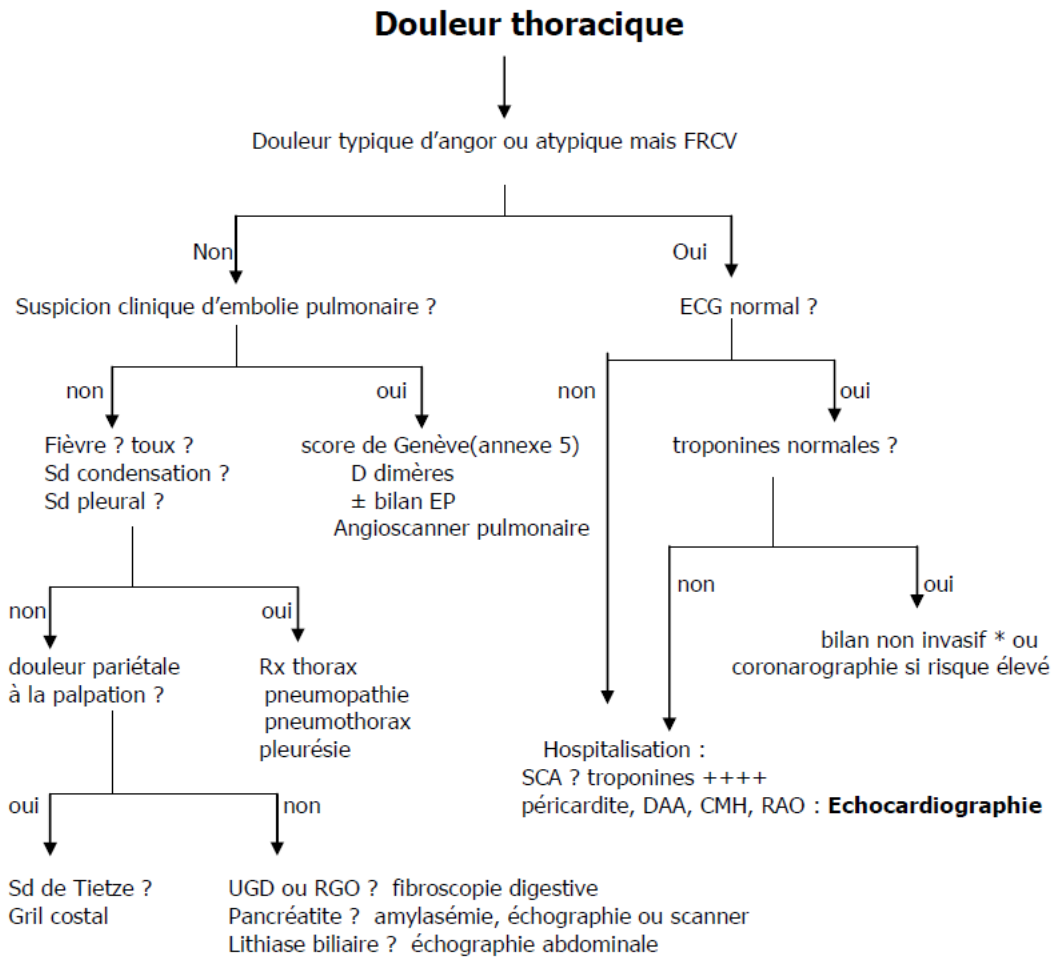 Douleur thoracique
Douleur typique d'angor ou atypique mais FRCV
Non
Oui
Suspicion clinique d'embolie pulmonaire ?
ECG normal ?
non
oui
non
oui
Fièvre ? toux ?
Sd condensation ?
Sd pleural ?
score de Genève(annexe 5)
D dimères
± bilan EP
Angioscanner pulmonaire
troponines normales ?
non
oui
non
oui
douleur pariétale
à la palpation ?
Rx thorax
pneumopathie
pneumothorax
pleurésie
bilan non invasif * ou
coronarographie si risque élevé
Hospitalisation :
SCA ? troponines ++++
péricardite, DAA, CMH, RAO : Echocardiographie
oui
non
Sd de Tietze ?
Gril costal
UGD ou RGO ? fibroscopie digestive
Pancréatite ? amylasémie, échographie ou scanner
Lithiase biliaire ? échographie abdominale